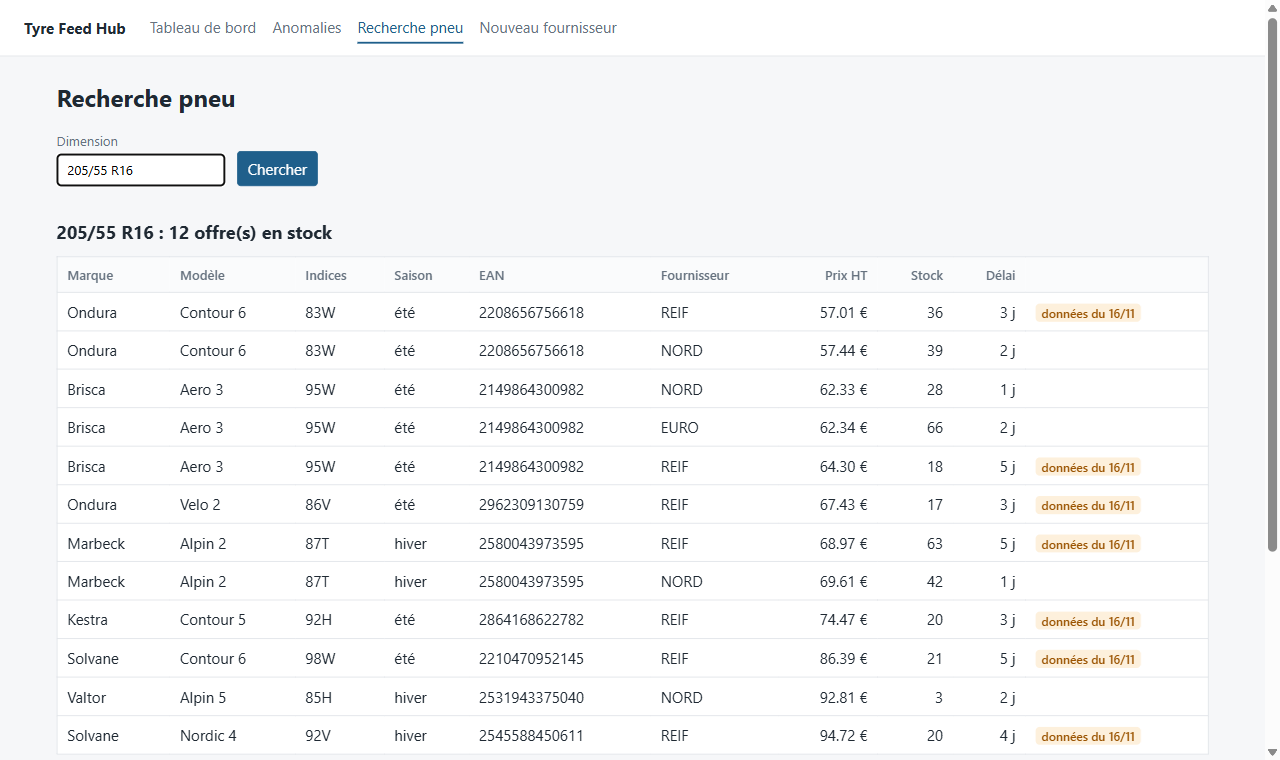 Tyre Feed Hub Tableau de bord Anomalies Recherche pneu Nouveau fournisseur
Recherche pneu
Dimension
205/55 R16 Chercher
205/55 R16 : 12 offre(s) en stock
Marque Modèle Indices Saison EAN Fournisseur Prix HT Stock Délai
Ondura Contour 6 83W été 2208656756618 REIF 57.01 € 36 3 j données du 16/11
Ondura Contour 6 83W été 2208656756618 NORD 57.44 € 39 2 j
Brisca Aero 3 95W été 2149864300982 NORD 62.33 € 28 1 j
Brisca Aero 3 95W été 2149864300982 EURO 62.34 € 66 2 j
Brisca Aero 3 95W été 2149864300982 REIF 64.30 € 18 5 j données du 16/11
Ondura Velo 2 86V été 2962309130759 REIF 67.43 € 17 3 j données du 16/11
Marbeck Alpin 2 87T hiver 2580043973595 REIF 68.97 € 63 5 j données du 16/11
Marbeck Alpin 2 87T hiver 2580043973595 NORD 69.61 € 42 1 j
Kestra Contour 5 92H été 2864168622782 REIF 74.47 € 20 3 j données du 16/11
Solvane Contour 6 98W été 2210470952145 REIF 86.39 € 21 5 j données du 16/11
Valtor Alpin 5 85H hiver 2531943375040 NORD 92.81 € 3 2 j
Solvane Nordic 4 92V hiver 2545588450611 REIF 94.72 € 20 4 j données du 16/11